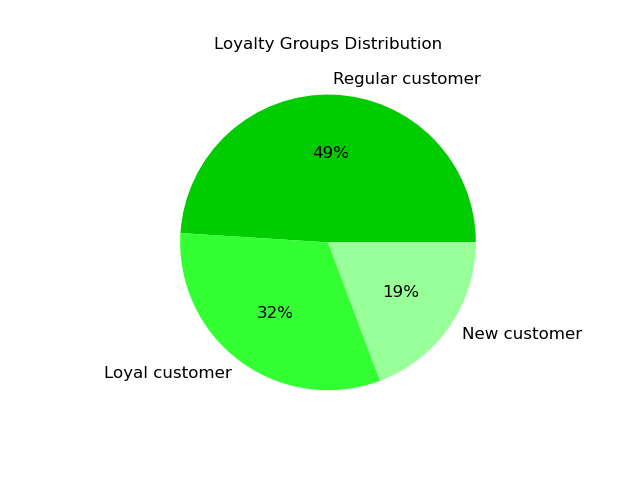 Loyalty Groups Distribution
Regular customer
49%
19%
32%
New customer
Loyal customer